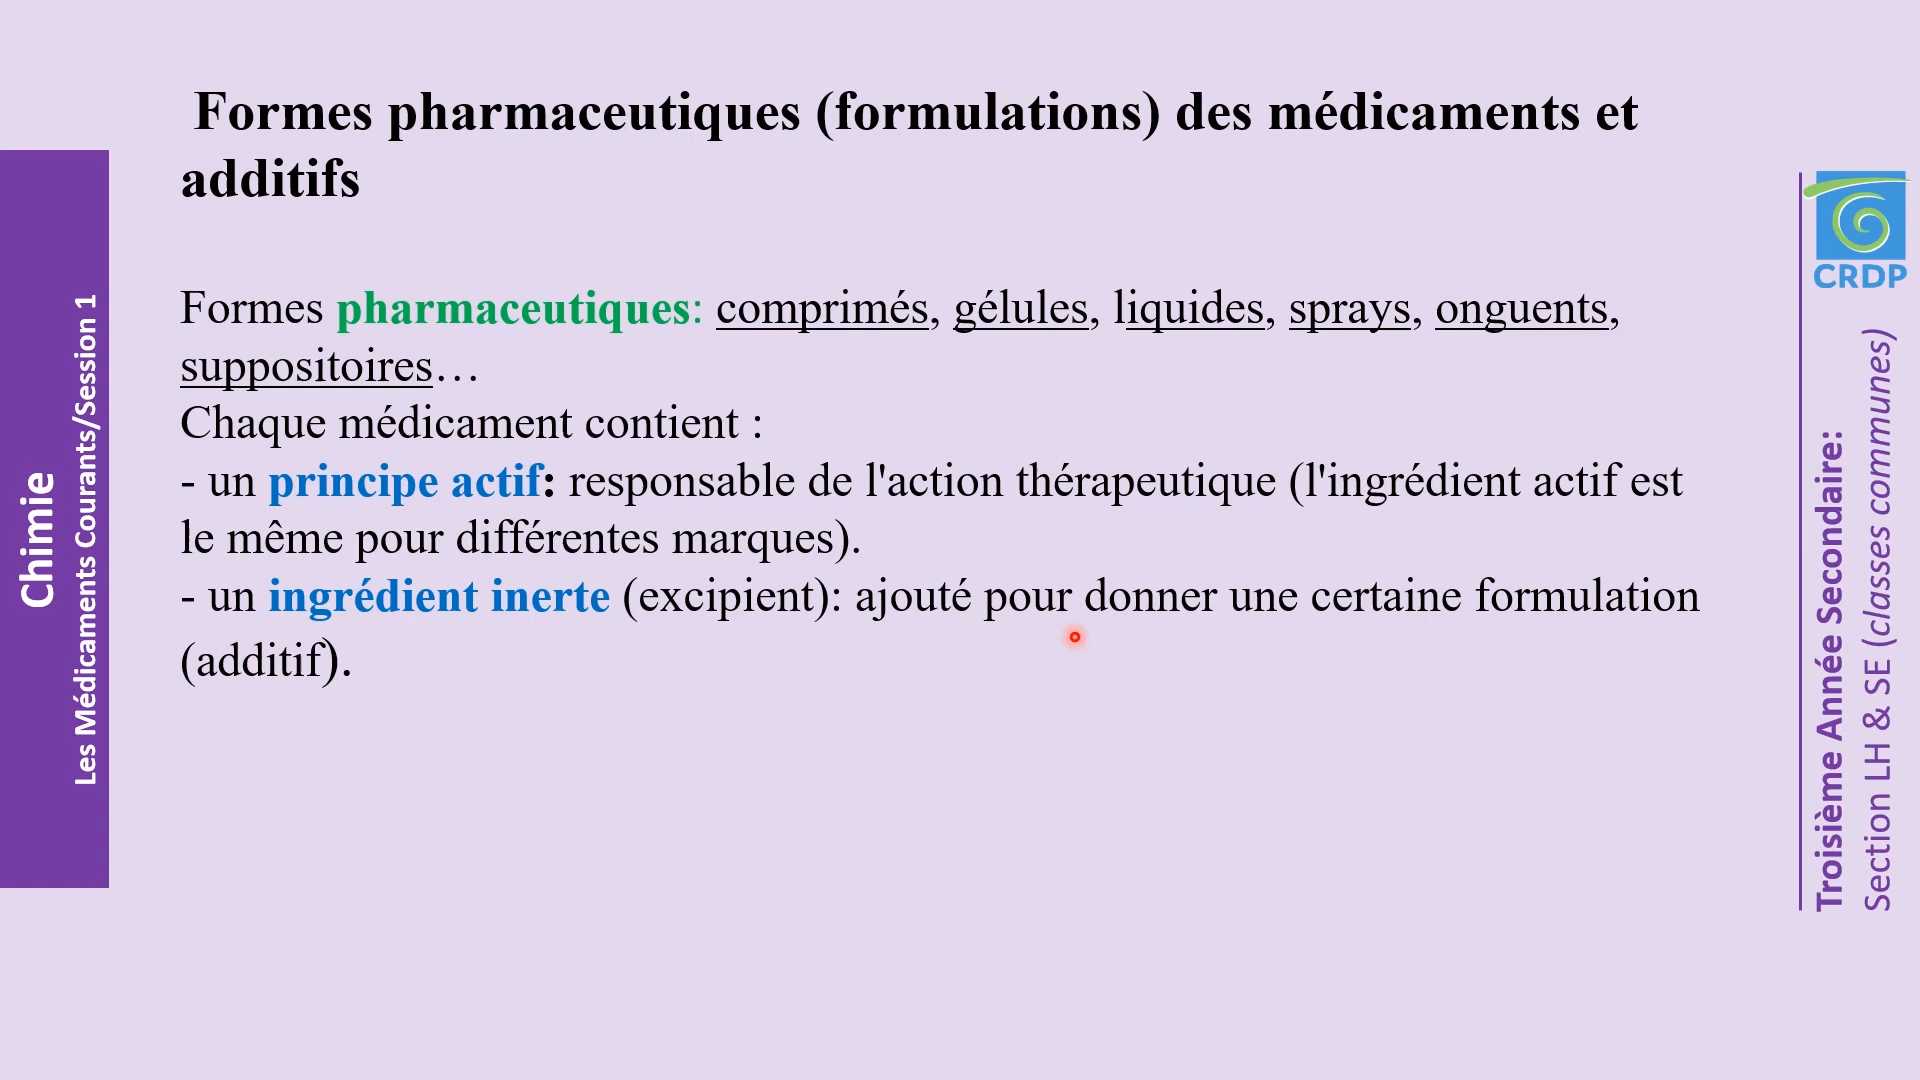 Formes pharmaceutiques (formulations) des médicaments et
additifs
Formes pharmaceutiques: comprimés, gélules, liquides, sprays, onguents,
suppositoires…
Chaque médicament contient :
- un principe actif: responsable de l'action thérapeutique (l'ingrédient actif est
le même pour différentes marques).
- un ingrédient inerte (excipient): ajouté pour donner une certaine formulation
(additif).
Chimie
Les Médicaments Courants/Session 1
CRDP
Troisième Année Secondaire:
Section LH & SE (classes communes)